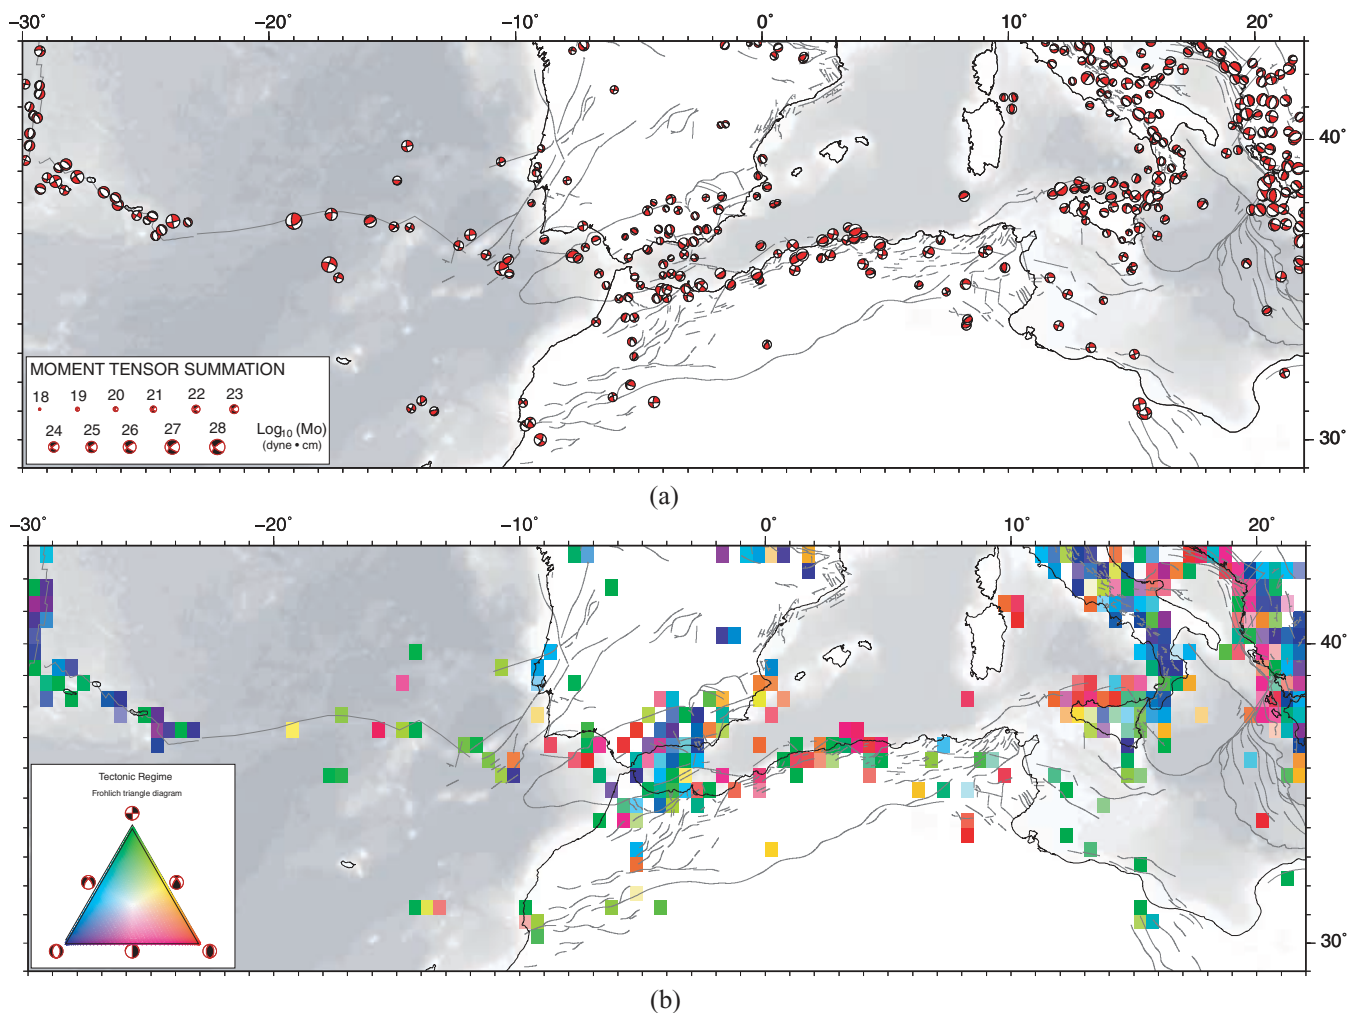 −30° −20° −10° 0° 10° 20°
40°
30°
MOMENT TENSOR SUMMATION
18 19 20 21 22 23
24 25 26 27 28
Log10 (Mo)
(dyne • cm)
(a)
−30° −20° −10° 0° 10° 20°
40°
30°
Tectonic Regime
Frohlich triangle diagram
(b)